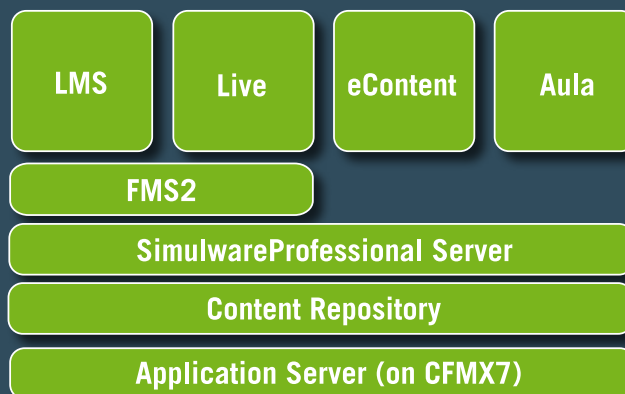 LMS
Live
eContent
Aula
FMS2
SimulwareProfessional Server
Content Repository
Application Server (on CFMX7)